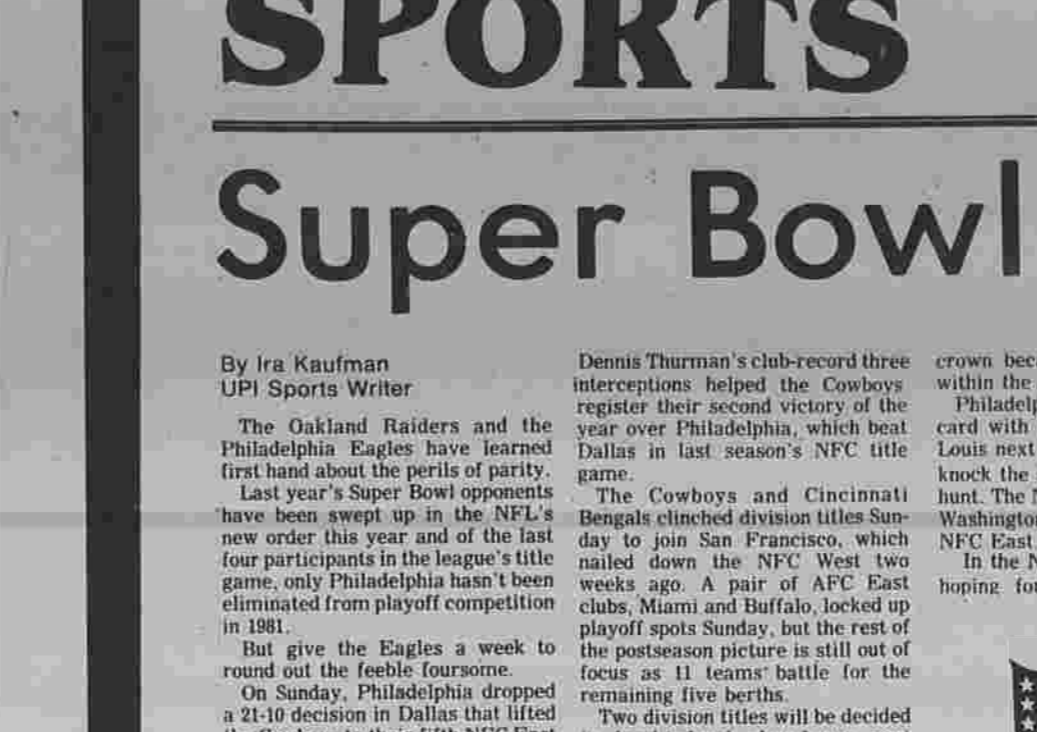 SPORTS
Super Bowl
By Ira Kaufman
UPI Sports Writer
The Oakland Raiders and the
Philadelphia Eagles have learned
first hand about the perils of parity.
Last year's Super Bowl opponents
have been swept up in the NFL's
new order this year and of the last
four participants in the league's title
game, only Philadelphia hasn't been
eliminated from playoff competition
in 1981.
But give the Eagles a week to
round out the feeble foursome.
On Sunday, Philadelphia dropped
a 21-10 decision in Dallas that lifted
Dennis Thurman's club-record three
interceptions helped the Cowboys
register their second victory of the
year over Philadelphia, which beat
Dallas in last season's NFC title
game.
The Cowboys and Cincinnati
Bengals clinched division titles Sun-
day to join San Francisco, which
nailed down the NFC West two
weeks ago. A pair of AFC East
clubs, Miami and Buffalo, locked up
playoff spots Sunday, but the rest of
the postseason picture is still out of
focus as 11 teams battle for the
remaining five berths.
Two division titles will be decided
crown bec
within the
Philadelp
card with
Louis next
knock the
hunt. The
Washingto
NFC East
In the N
hoping for